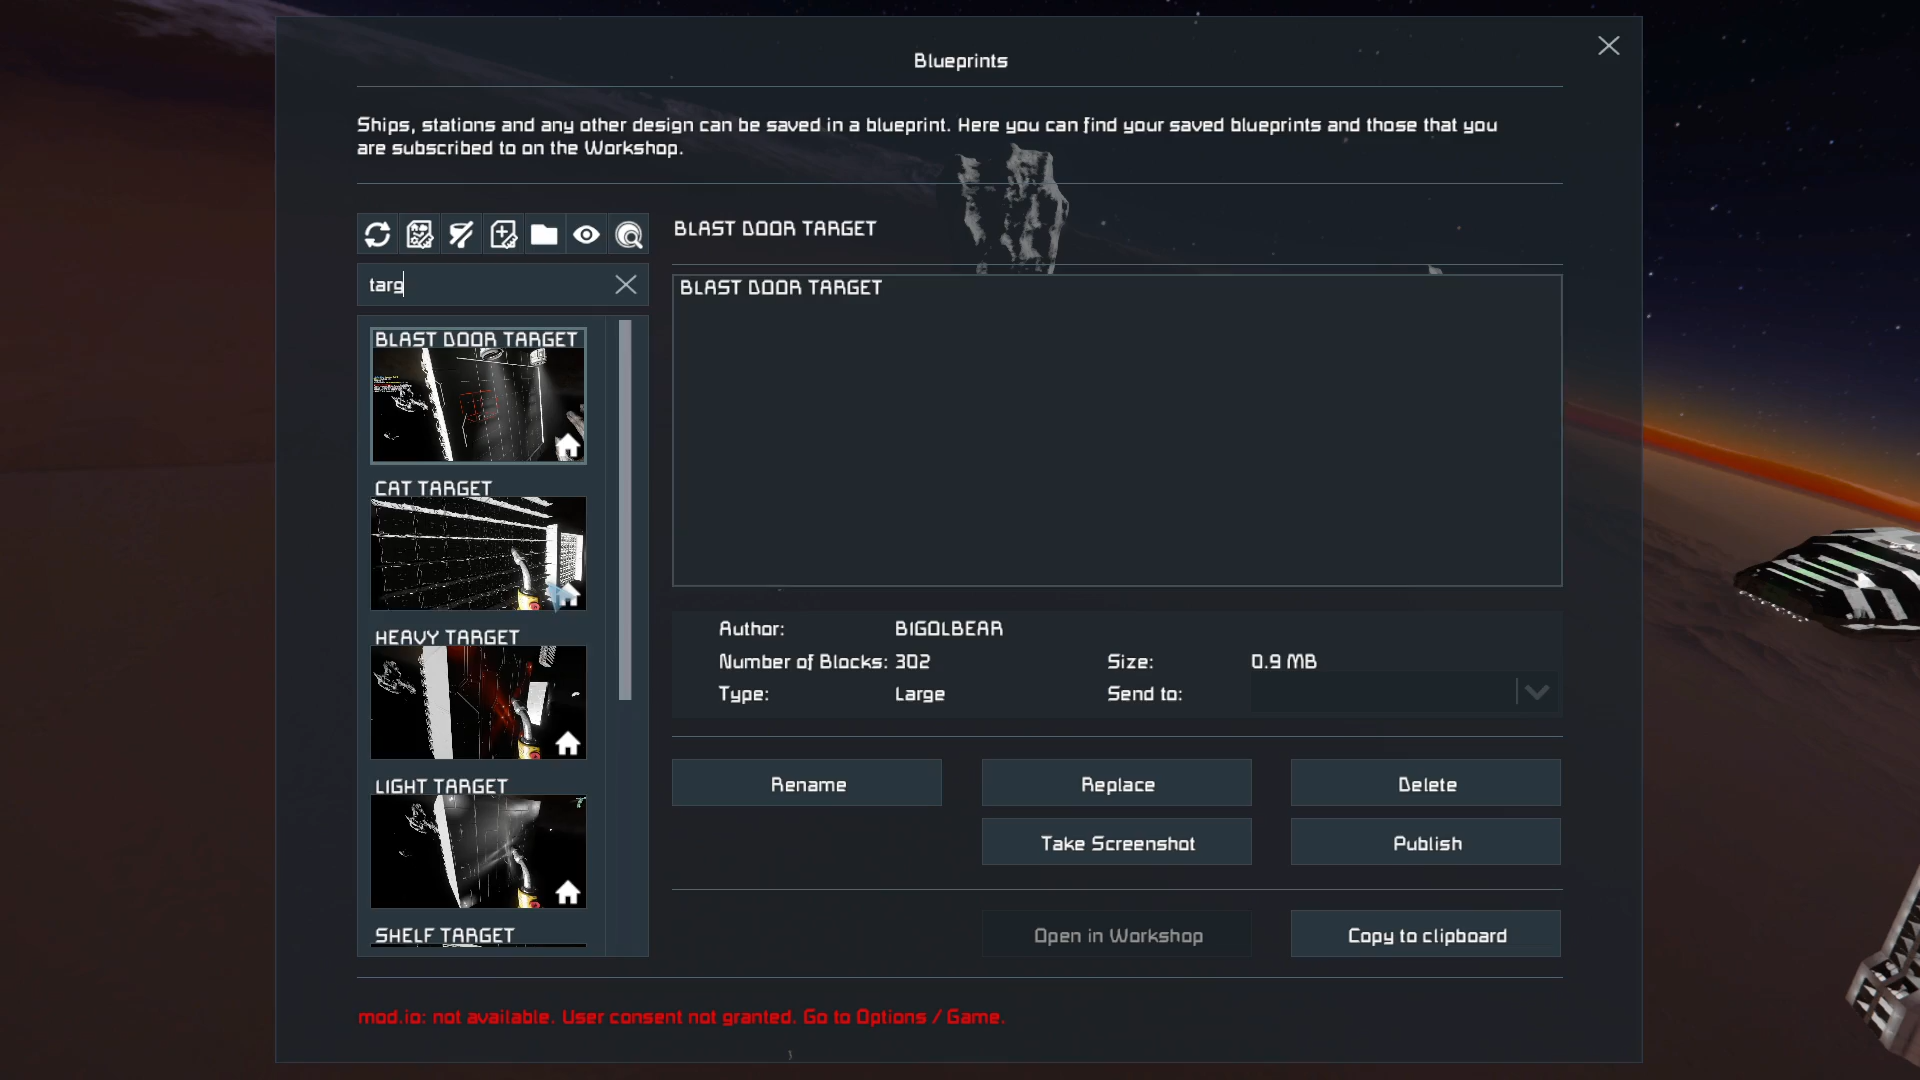 Blueprints
Ships, stations and any other design can be saved in a blueprint. Here you can find your saved blueprints and those that you
are subscribed to on the Workshop.
BLAST DOOR TARGET
targ
BLAST DOOR TARGET
BLAST DOOR TARGET
CAT TARGET
HEAVY TARGET
LIGHT TARGET
SHELF TARGET
Author: BIGOLBEAR
Number of Blocks: 302 Size: 0.9 MB
Type: Large Send to:
Rename Replace Delete
Take Screenshot Publish
Open in Workshop Copy to clipboard
mod.io: not available. User consent not granted. Go to Options / Game.